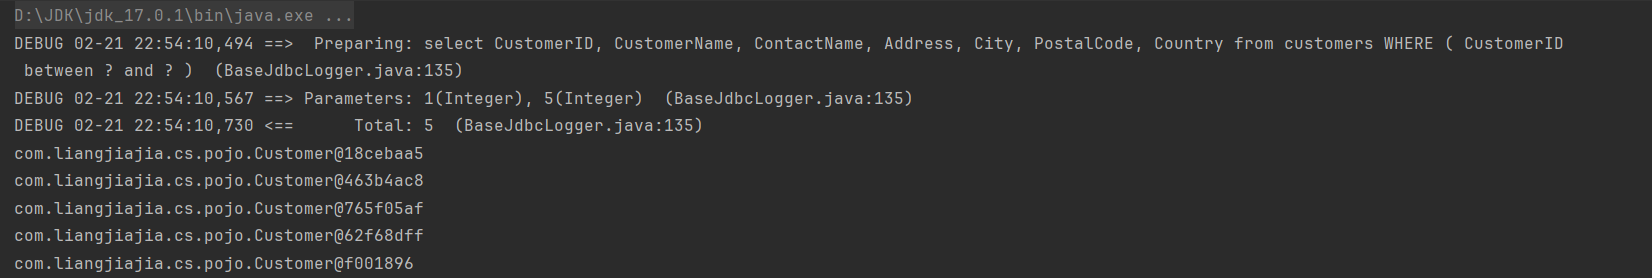 D:\JDK\jdk_17.0.1\bin\java.exe ...
DEBUG 02-21 22:54:10,494 ==>  Preparing: select CustomerID, CustomerName, ContactName, Address, City, PostalCode, Country from customers WHERE ( CustomerID
 between ? and ? )  (BaseJdbcLogger.java:135)
DEBUG 02-21 22:54:10,567 ==> Parameters: 1(Integer), 5(Integer)  (BaseJdbcLogger.java:135)
DEBUG 02-21 22:54:10,730 <==      Total: 5  (BaseJdbcLogger.java:135)
com.liangjiajia.cs.pojo.Customer@18cebaa5
com.liangjiajia.cs.pojo.Customer@463b4ac8
com.liangjiajia.cs.pojo.Customer@765f05af
com.liangjiajia.cs.pojo.Customer@62f68dff
com.liangjiajia.cs.pojo.Customer@f001896